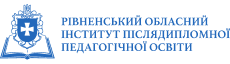 РІВНЕНСЬКИЙ ОБЛАСНИЙ
ІНСТИТУТ ПІСЛЯДИПЛОМНОЇ
ПЕДАГОГІЧНОЇ ОСВІТИ